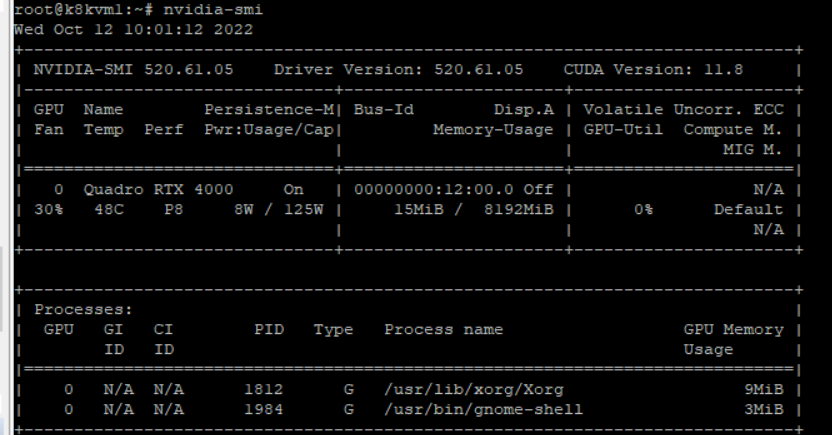 root@k8kvm1:~# nvidia-smi
Wed Oct 12 10:01:12 2022
+-----------------------------------------------------------------------------+
| NVIDIA-SMI 520.61.05    Driver Version: 520.61.05    CUDA Version: 11.8     |
|-------------------------------+----------------------+----------------------+
| GPU  Name        Persistence-M| Bus-Id        Disp.A | Volatile Uncorr. ECC |
| Fan  Temp  Perf  Pwr:Usage/Cap|         Memory-Usage | GPU-Util  Compute M. |
|                               |                      |               MIG M. |
|===============================+======================+======================|
|   0  Quadro RTX 4000     On   | 00000000:12:00.0 Off |                  N/A |
| 30%   48C    P8     8W / 125W |     15MiB /  8192MiB |      0%      Default |
|                               |                      |                  N/A |
+-------------------------------+----------------------+----------------------+
+-----------------------------------------------------------------------------+
| Processes:                                                                  |
|  GPU   GI   CI        PID   Type   Process name                  GPU Memory |
|        ID   ID                                                   Usage      |
|=============================================================================|
|    0   N/A  N/A      1812      G   /usr/lib/xorg/Xorg                  9MiB |
|    0   N/A  N/A      1984      G   /usr/bin/gnome-shell                3MiB |
+-----------------------------------------------------------------------------+